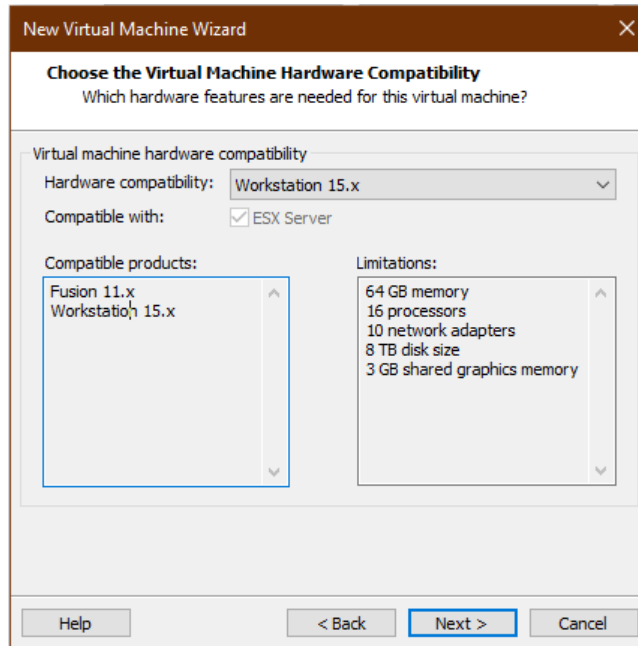 New Virtual Machine Wizard
Choose the Virtual Machine Hardware Compatibility
Which hardware features are needed for this virtual machine?
Virtual machine hardware compatibility
Hardware compatibility: Workstation 15.x
Compatible with: ESX Server
Compatible products:
Fusion 11.x
Workstation 15.x
Limitations:
64 GB memory
16 processors
10 network adapters
8 TB disk size
3 GB shared graphics memory
Help < Back Next > Cancel